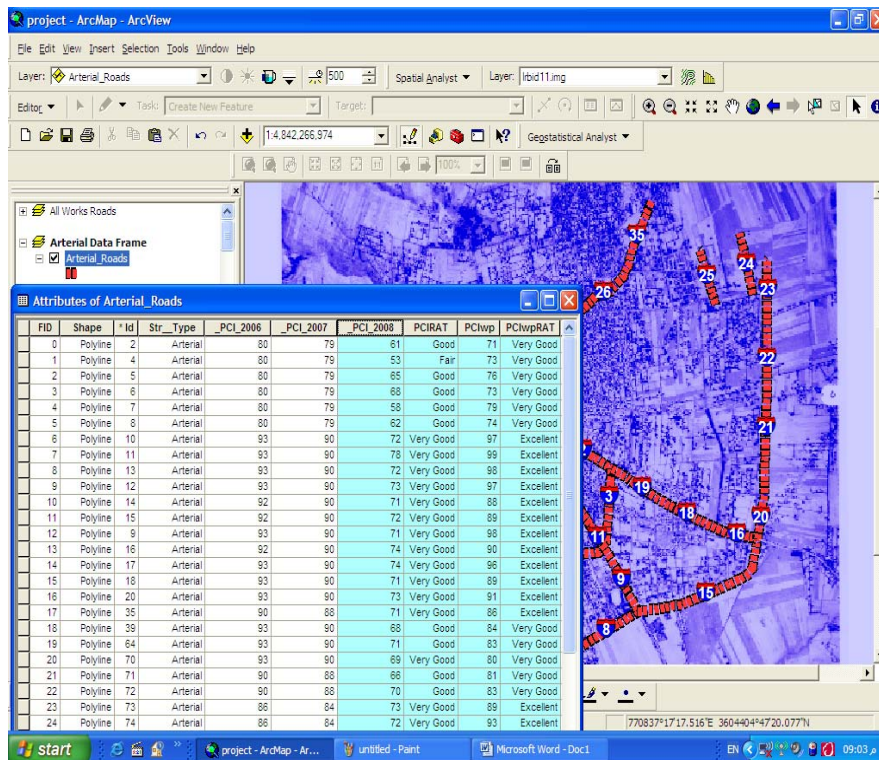 project - ArcMap - ArcView
File Edit View Insert Selection Tools Window Help
Layer: Arterial_Roads 500 Spatial Analyst Layer: Irbid11.img
Editor Task: Create New Feature Target:
1:4,842,266,974 Geostatistical Analyst
100%
All Works Roads
Arterial Data Frame
Arterial_Roads
Attributes of Arterial_Roads
FID Shape * Id Str__Type _PCI_2006 _PCI_2007 _PCI_2008 PCIRAT PCIwp PCIwpRAT
0 Polyline 2 Arterial 80 79 61 Good 71 Very Good
1 Polyline 4 Arterial 80 79 53 Fair 73 Very Good
2 Polyline 5 Arterial 80 79 65 Good 76 Very Good
3 Polyline 6 Arterial 80 79 68 Good 73 Very Good
4 Polyline 7 Arterial 80 79 58 Good 79 Very Good
5 Polyline 8 Arterial 80 79 62 Good 74 Very Good
6 Polyline 10 Arterial 93 90 72 Very Good 97 Excellent
7 Polyline 11 Arterial 93 90 78 Very Good 99 Excellent
8 Polyline 13 Arterial 93 90 72 Very Good 98 Excellent
9 Polyline 12 Arterial 93 90 73 Very Good 97 Excellent
10 Polyline 14 Arterial 92 90 71 Very Good 88 Excellent
11 Polyline 15 Arterial 92 90 72 Very Good 89 Excellent
12 Polyline 9 Arterial 93 90 71 Very Good 98 Excellent
13 Polyline 16 Arterial 92 90 74 Very Good 90 Excellent
14 Polyline 17 Arterial 93 90 74 Very Good 96 Excellent
15 Polyline 18 Arterial 93 90 71 Very Good 89 Excellent
16 Polyline 20 Arterial 93 90 73 Very Good 91 Excellent
17 Polyline 35 Arterial 90 88 71 Very Good 86 Excellent
18 Polyline 39 Arterial 93 90 68 Good 84 Very Good
19 Polyline 64 Arterial 93 90 71 Good 83 Very Good
20 Polyline 70 Arterial 93 90 69 Very Good 80 Very Good
21 Polyline 71 Arterial 90 88 66 Good 81 Very Good
22 Polyline 72 Arterial 90 88 70 Good 83 Very Good
23 Polyline 73 Arterial 86 84 73 Very Good 89 Excellent
24 Polyline 74 Arterial 86 84 72 Very Good 93 Excellent
35
24
25
26
23
22
21
19
3
18
20
16
11
9
15
8
770837°17'17.516"E 3604404°47'20.077"N
start project - ArcMap - Ar... untitled - Paint Microsoft Word - Doc1 EN 09:03 م